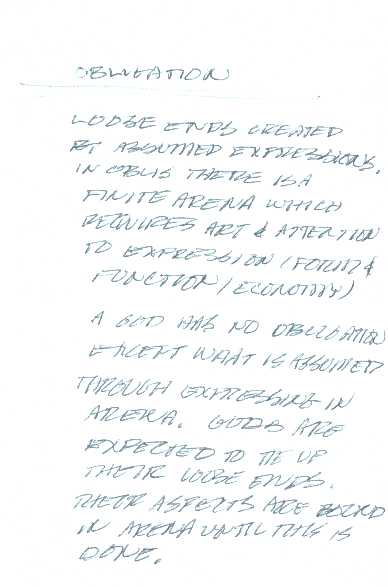 OBLIGATION
LOOSE ENDS CREATED
BY ASSUMED EXPRESSIONS.
IN ORBIS THERE IS A
FINITE ARENA WHICH
REQUIRES ART & ATTENTION
TO EXPRESSION (FORM &
FUNCTION / ECONOMY)
A GOD HAS NO OBLIGATION
EXCEPT WHAT IS ASSUMED
THROUGH EXPRESSING IN
ARENA. GODS ARE
EXPECTED TO TIE UP
THEIR LOOSE ENDS.
THEIR ASPECTS ARE BOUND
IN ARENA UNTIL THIS IS
DONE.